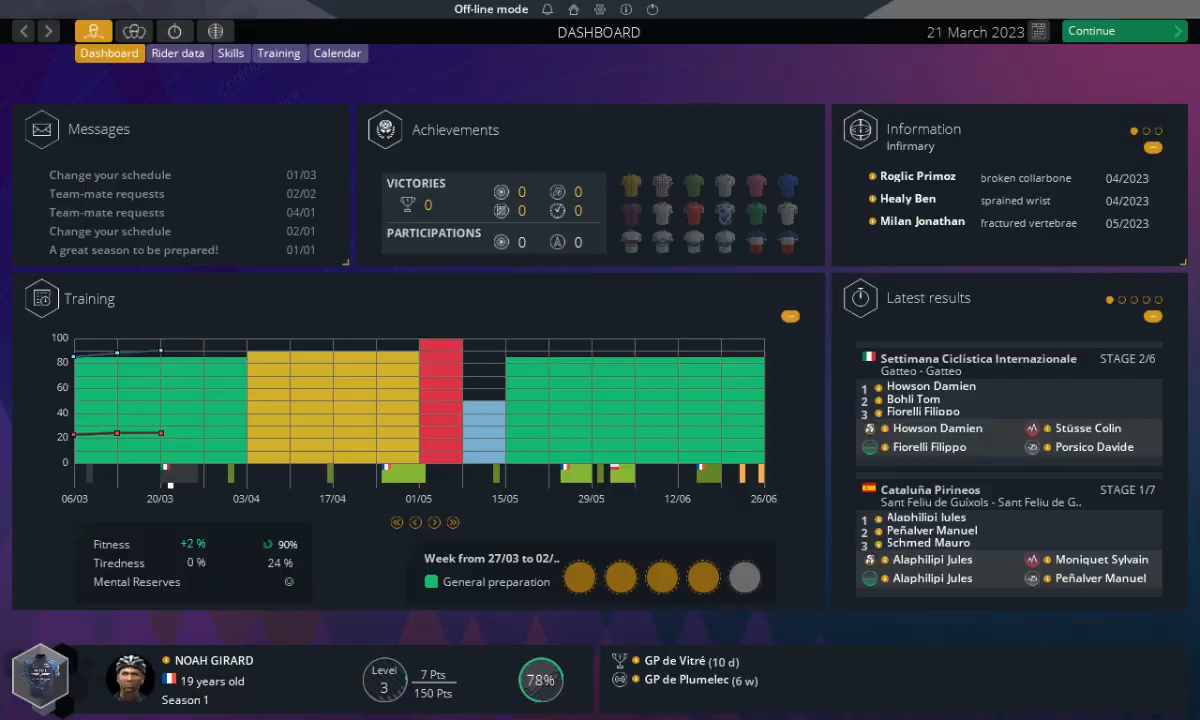 Off-line mode
DASHBOARD
21 March 2023
Continue
Dashboard
Rider data
Skills
Training
Calendar
Messages
Change your schedule 01/03
Team-mate requests 02/02
Team-mate requests 04/01
Change your schedule 02/01
A great season to be prepared! 01/01
Achievements
VICTORIES
0
0 0
0 0
PARTICIPATIONS
0 0
Information
Infirmary
Roglic Primoz broken collarbone 04/2023
Healy Ben sprained wrist 04/2023
Milan Jonathan fractured vertebrae 05/2023
Training
100
80
60
40
20
0
06/03 20/03 03/04 17/04 01/05 15/05 29/05 12/06 26/06
Fitness +2 % 90%
Tiredness 0 % 24 %
Mental Reserves
Week from 27/03 to 02/..
General preparation
Latest results
Settimana Ciclistica Internazionale STAGE 2/6
Gatteo - Gatteo
1 Howson Damien
2 Bohli Tom
3 Fiorelli Filippo
Howson Damien Stüsse Colin
Fiorelli Filippo Porsico Davide
Cataluña Pirineos STAGE 1/7
Sant Feliu de Guíxols - Sant Feliu de G..
1 Alaphilipi Jules
2 Peñalver Manuel
3 Schmed Mauro
Alaphilipi Jules Moniquet Sylvain
Alaphilipi Jules Peñalver Manuel
NOAH GIRARD
19 years old
Season 1
Level
3
7 Pts
150 Pts
78%
GP de Vitré (10 d)
GP de Plumelec (6 w)